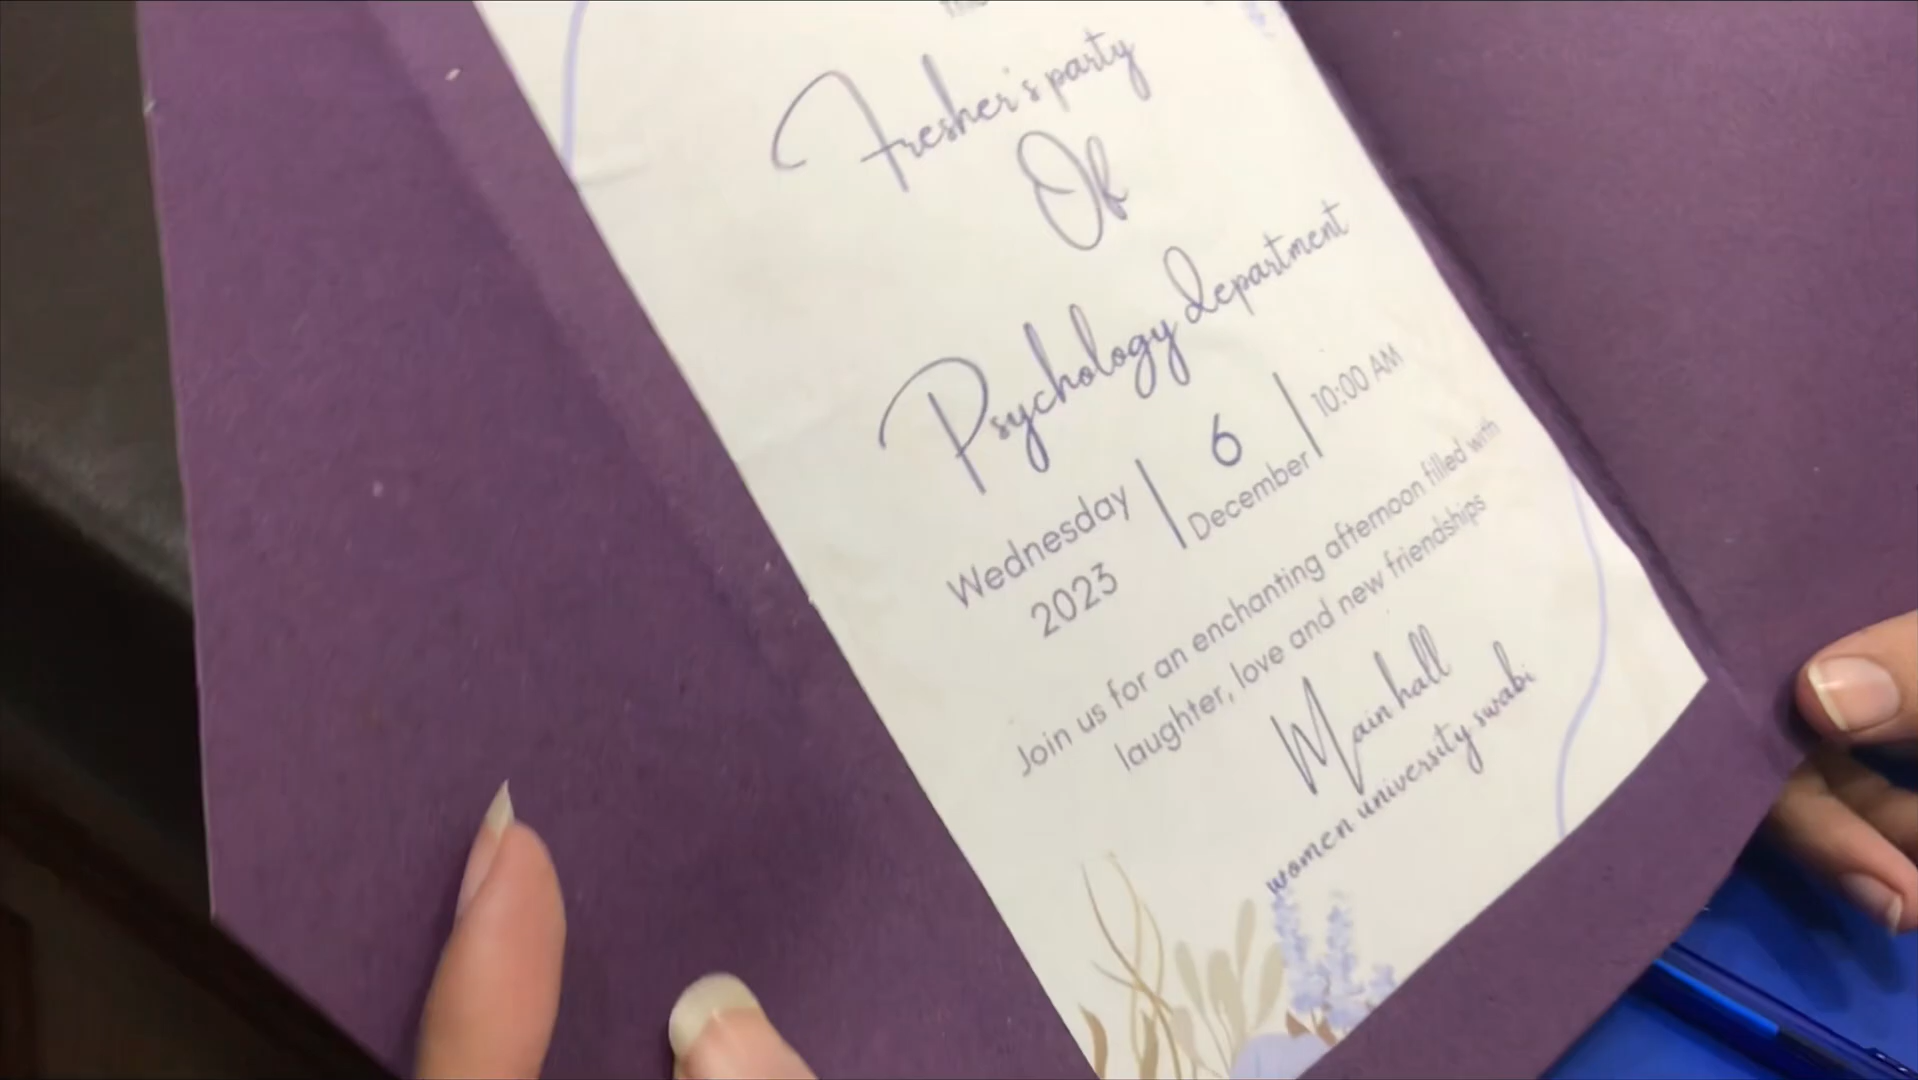 Fresher's party
Of
Psychology department
Wednesday
2023
6
December
10:00 AM
Join us for an enchanting afternoon filled with
laughter, love and new friendships
Main hall
women university swabi